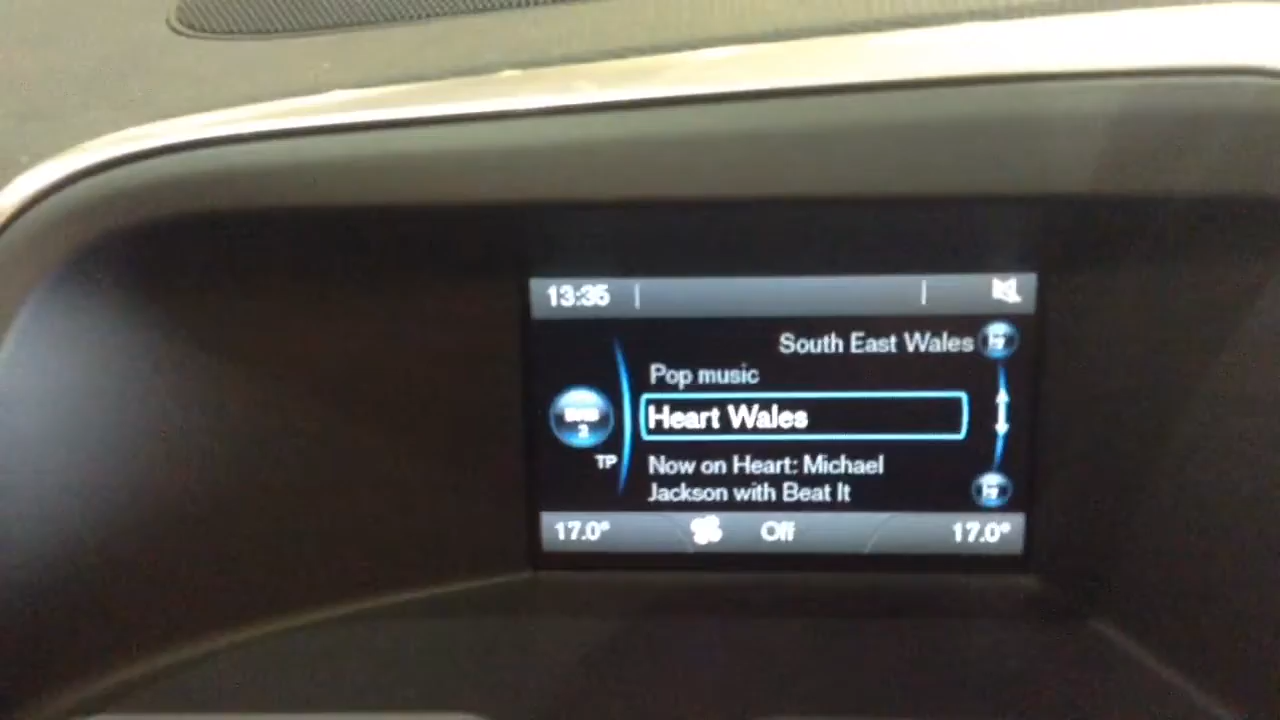 13:35
South East Wales
Pop music
Heart Wales
TP
Now on Heart: Michael
Jackson with Beat It
17.0° Off 17.0°